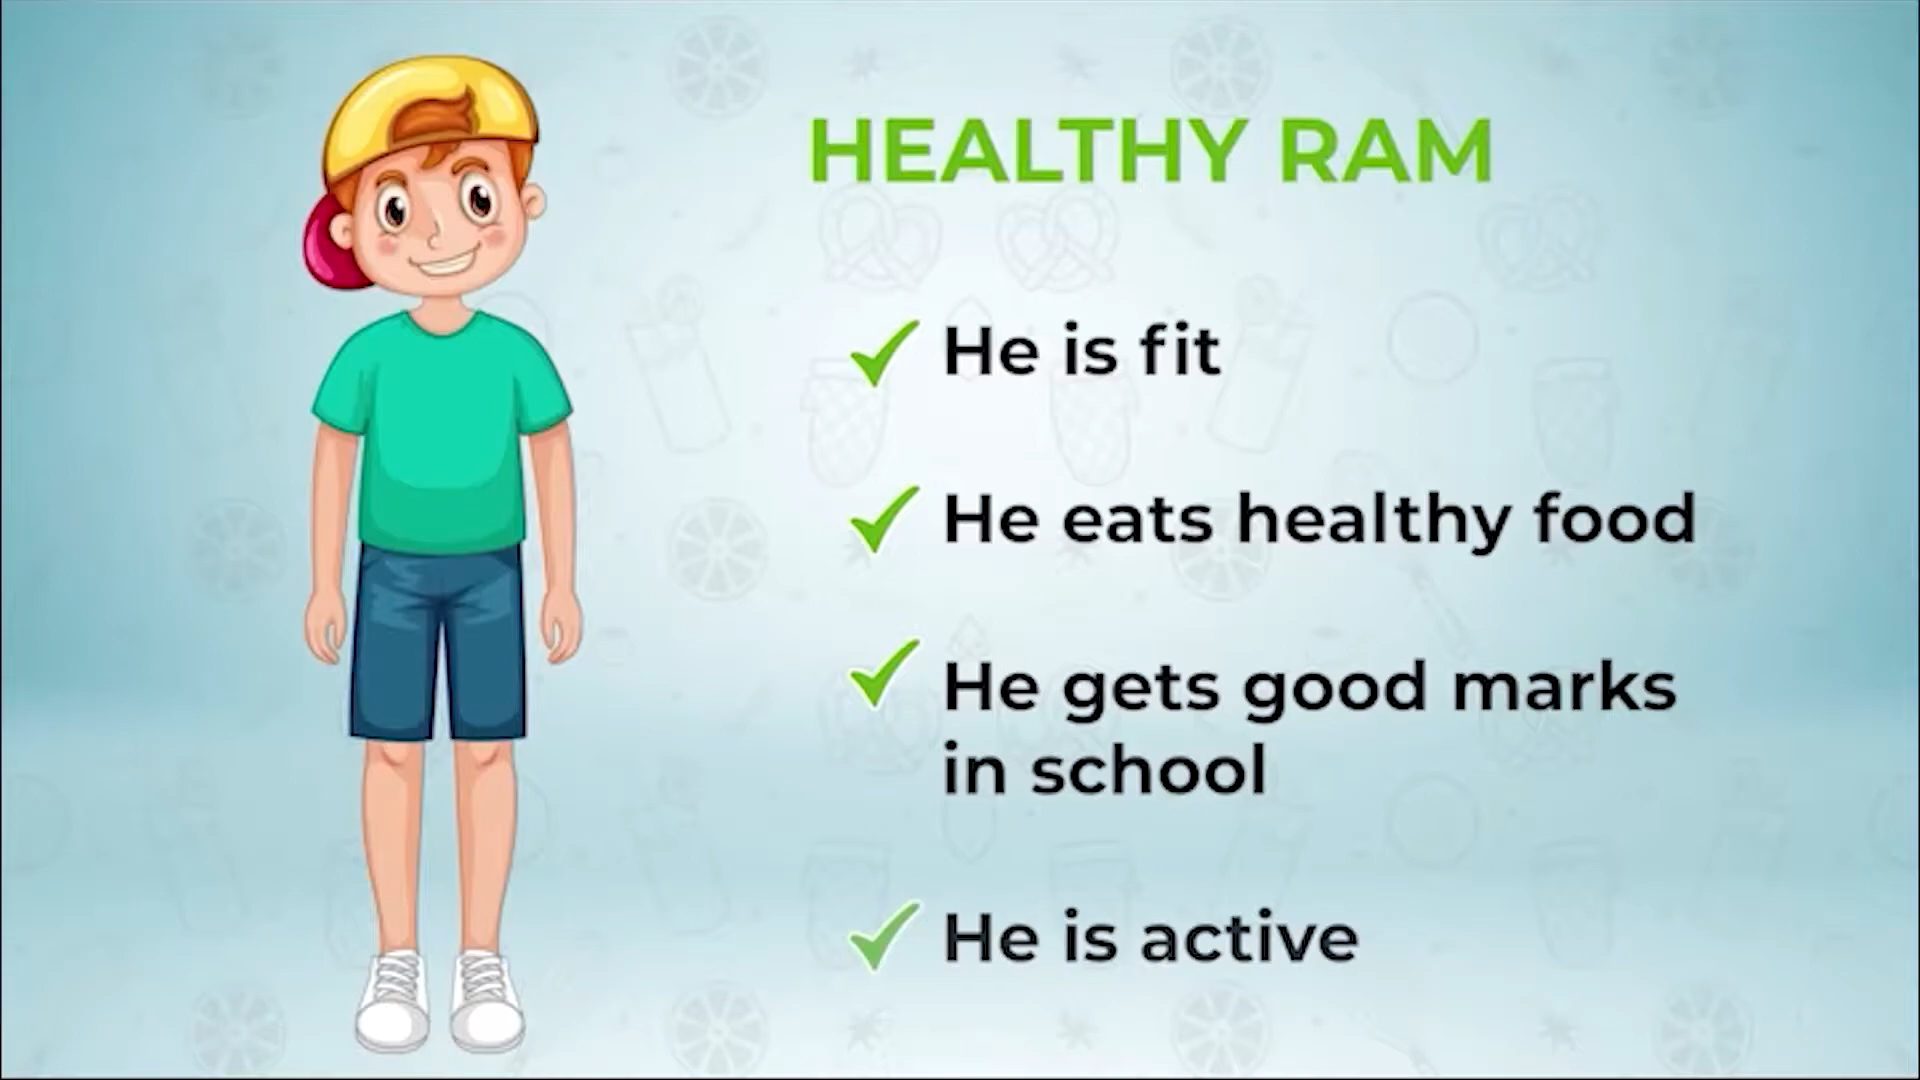 HEALTHY RAM
He is fit
He eats healthy food
He gets good marks
in school
He is active